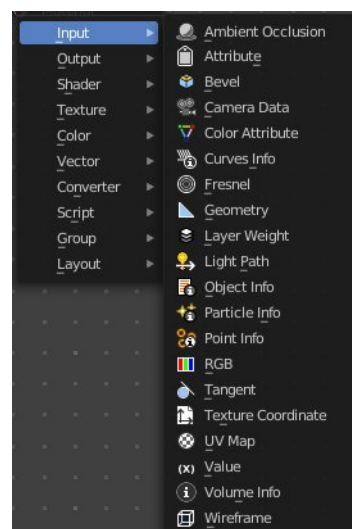 Input
Output
Shader
Texture
Color
Vector
Converter
Script
Group
Layout
Ambient Occlusion
Attribute
Bevel
Camera Data
Color Attribute
Curves Info
Fresnel
Geometry
Layer Weight
Light Path
Object Info
Particle Info
Point Info
RGB
Tangent
Texture Coordinate
UV Map
(x) Value
Volume Info
Wireframe